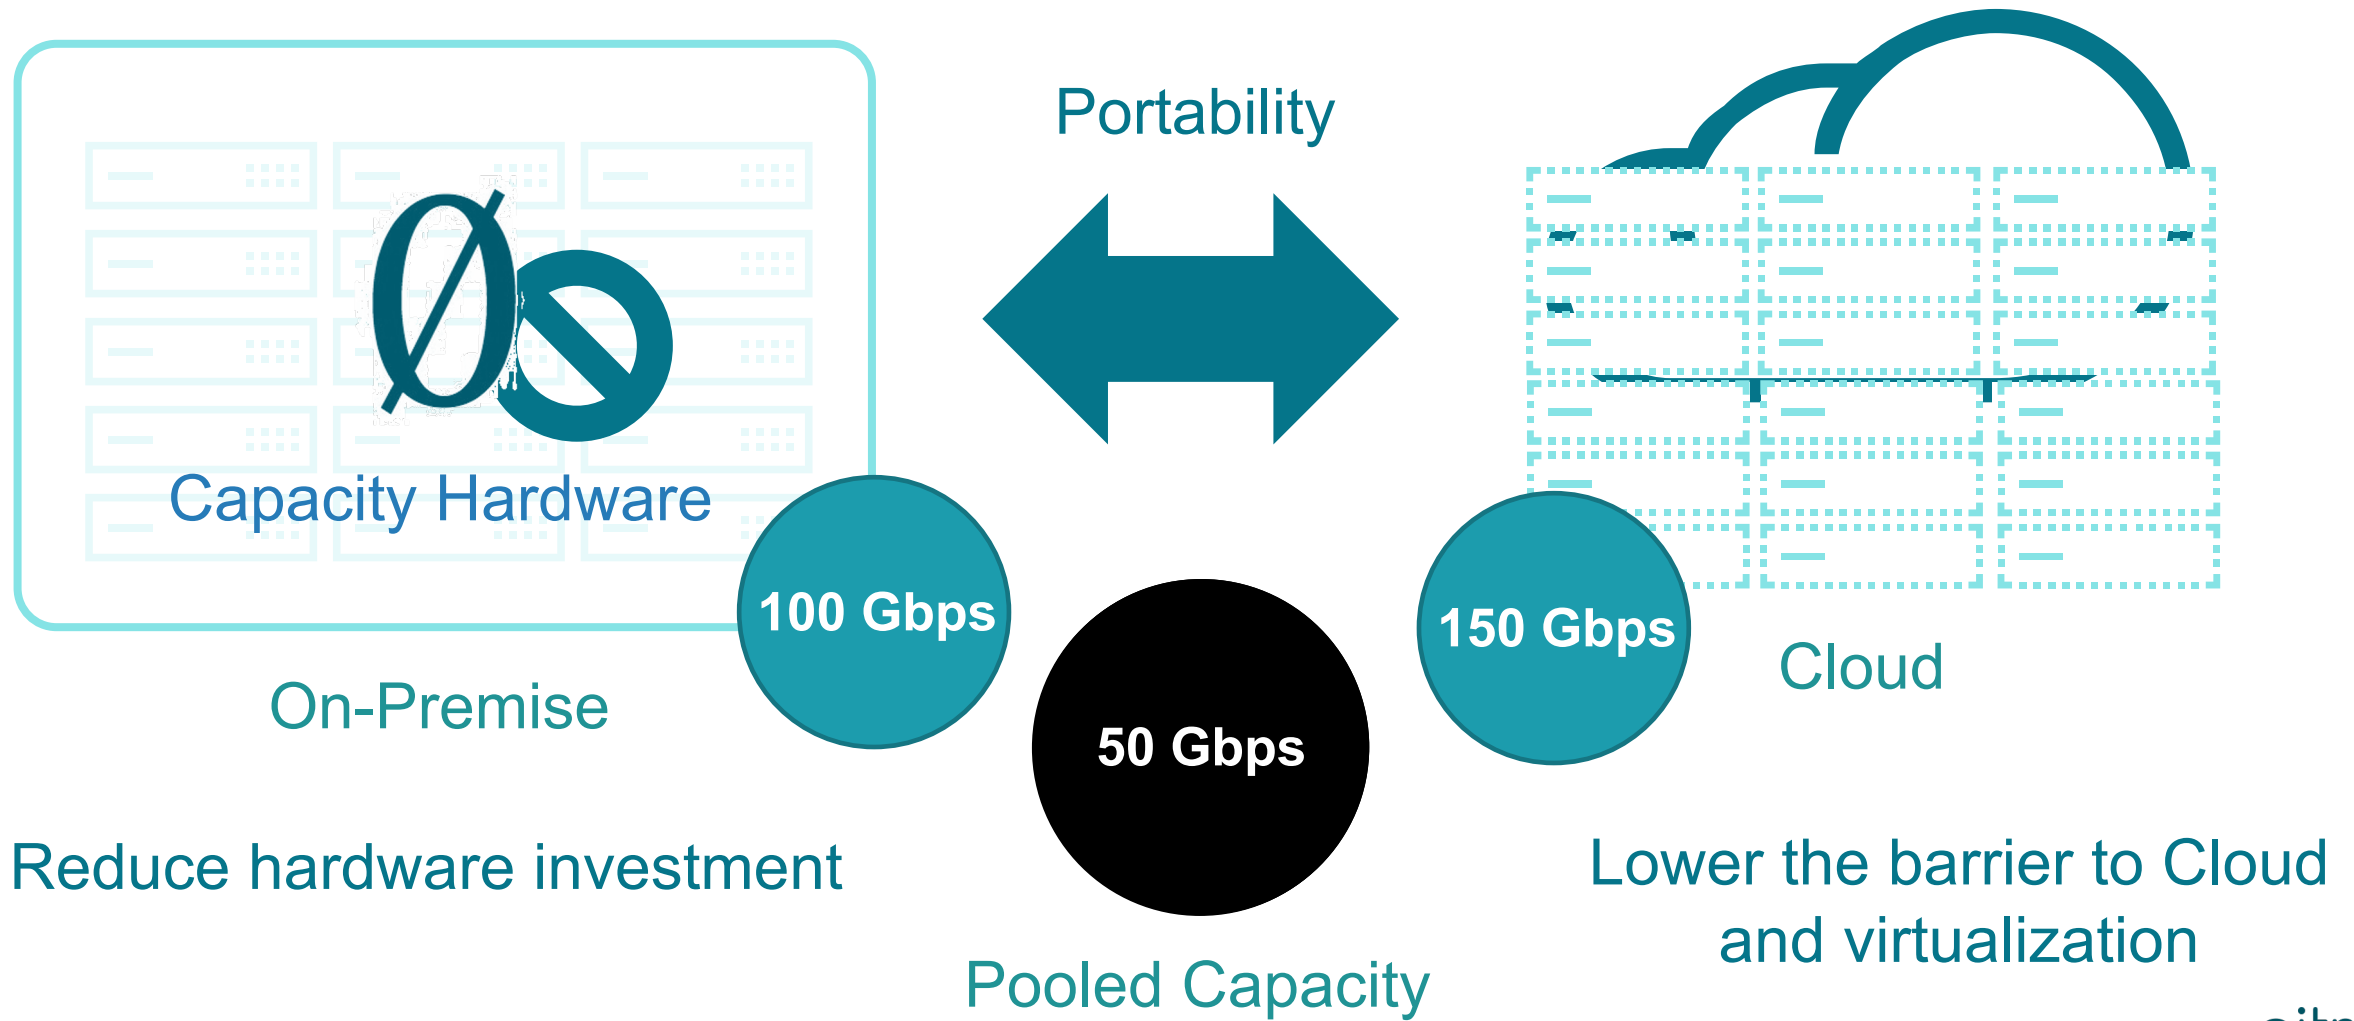 Portability
Capacity Hardware
100 Gbps
150 Gbps
On-Premise
Cloud
50 Gbps
Reduce hardware investment
Lower the barrier to Cloud
and virtualization
Pooled Capacity